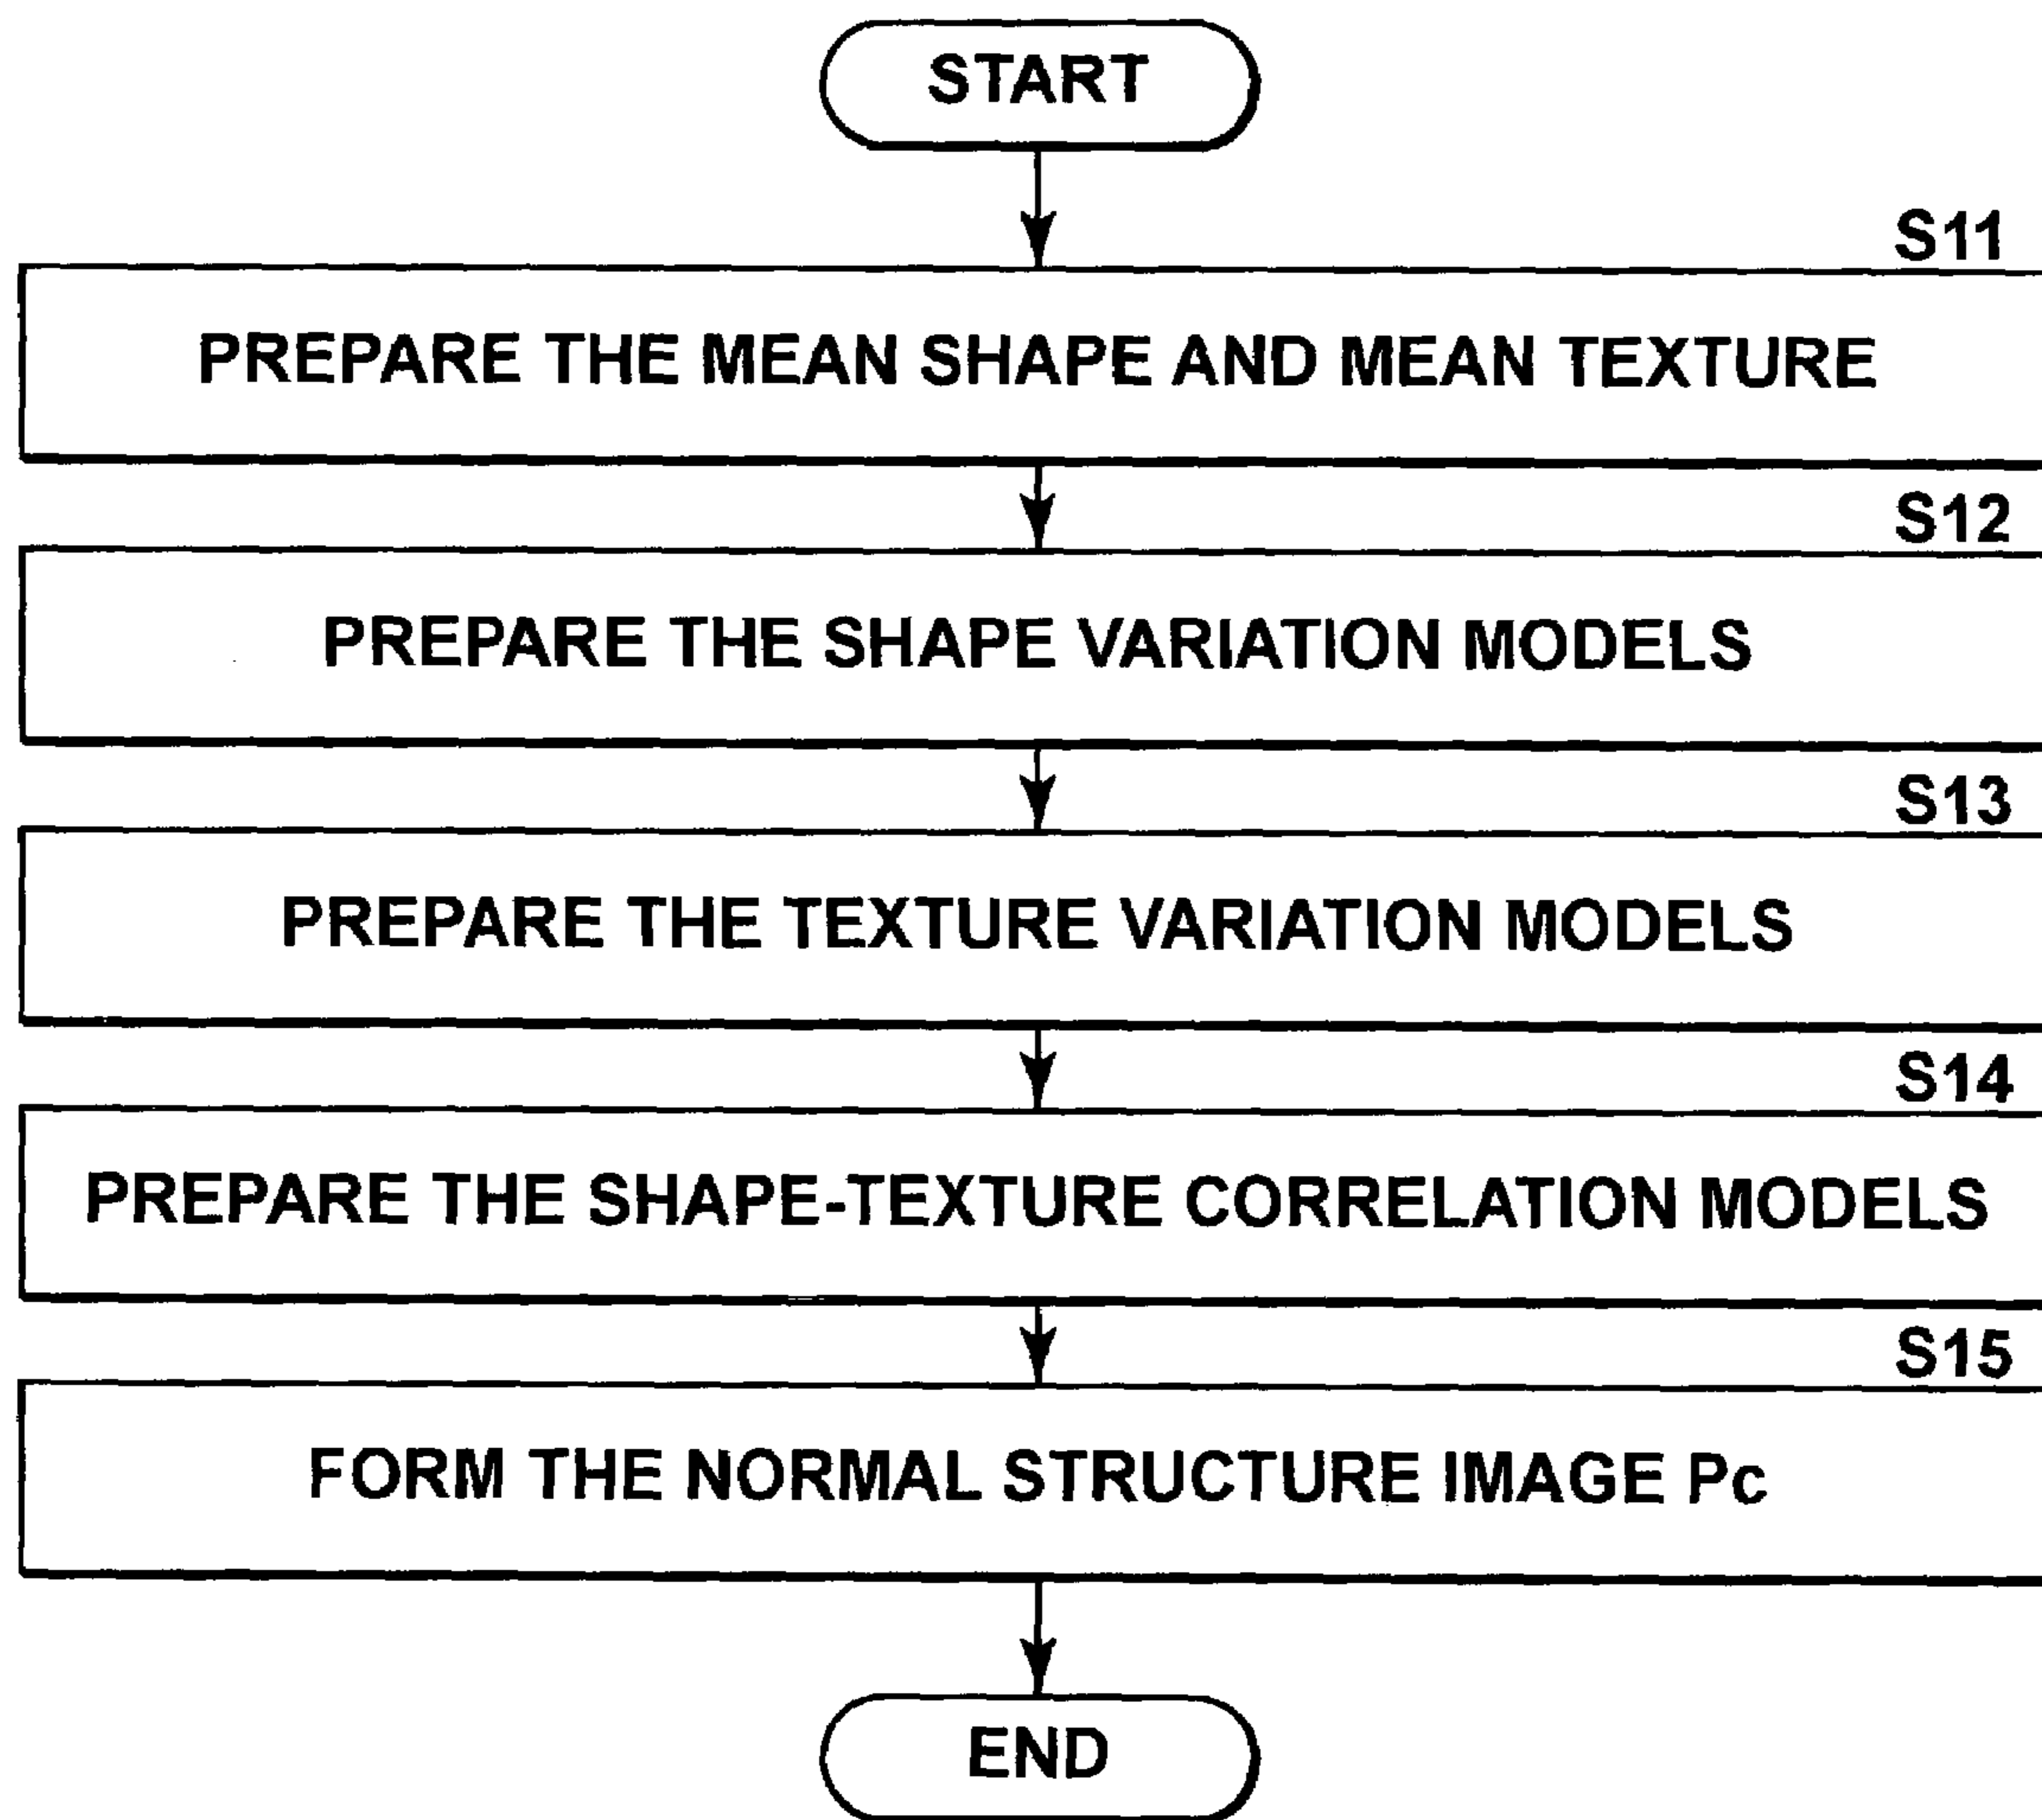 START
S11
PREPARE THE MEAN SHAPE AND MEAN TEXTURE
S12
PREPARE THE SHAPE VARIATION MODELS
S13
PREPARE THE TEXTURE VARIATION MODELS
S14
PREPARE THE SHAPE-TEXTURE CORRELATION MODELS
S15
FORM THE NORMAL STRUCTURE IMAGE Pc
END